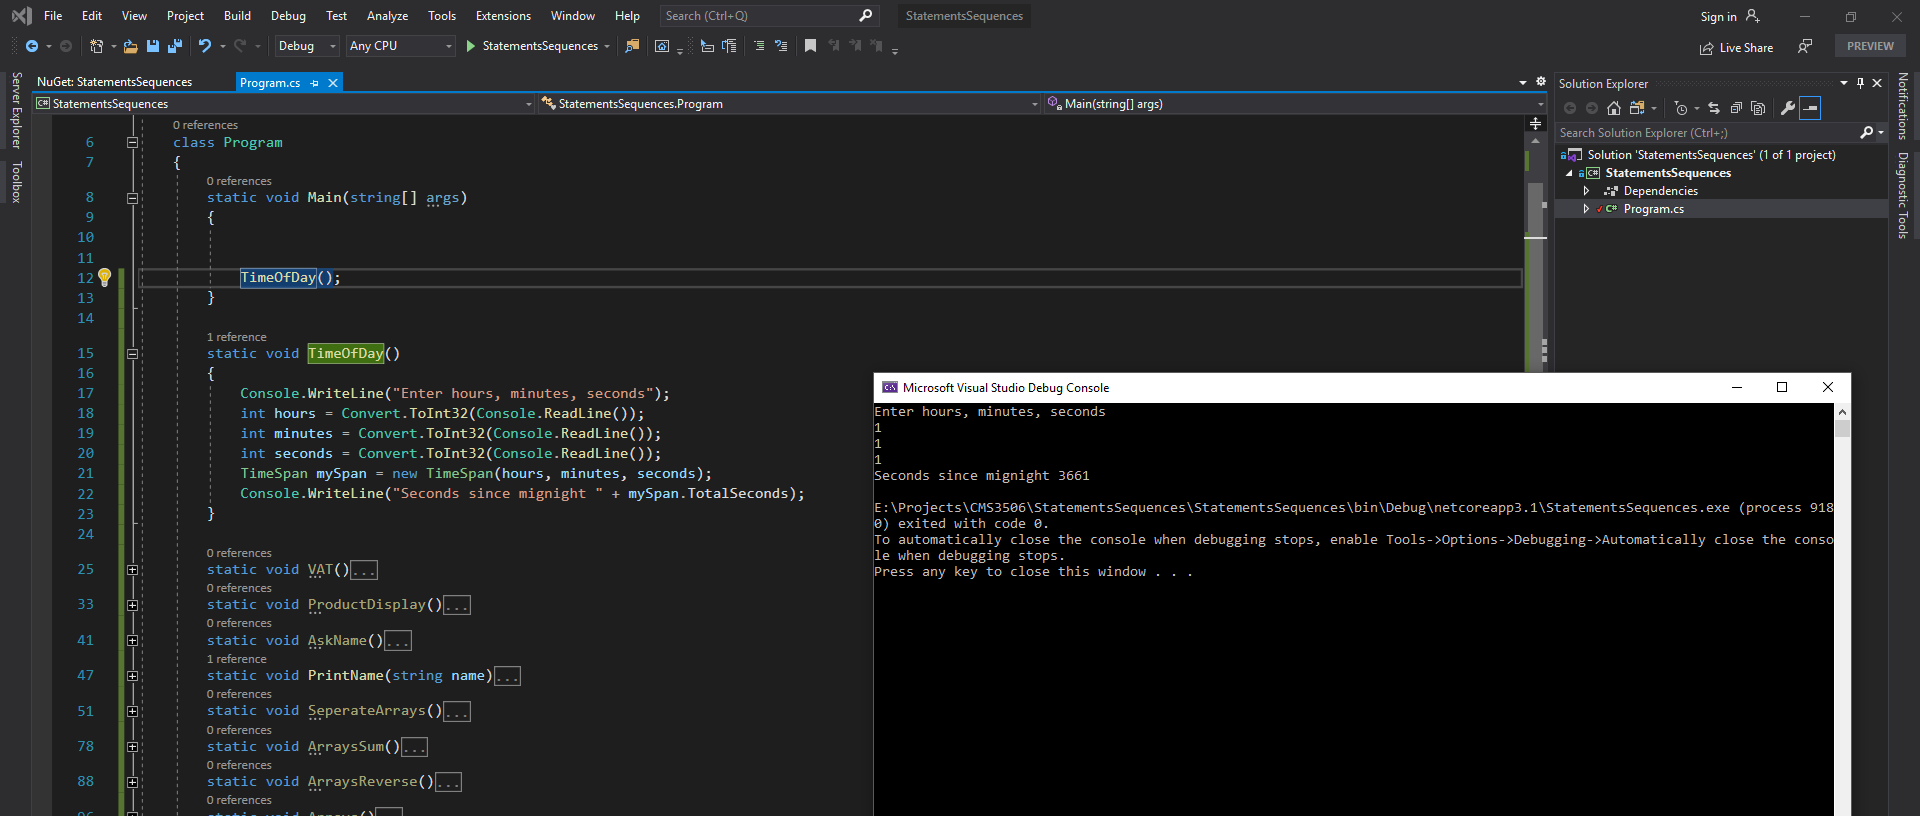 File Edit View Project Build Debug Test Analyze Tools Extensions Window Help Search (Ctrl+Q) StatementsSequences Sign in
Debug Any CPU StatementsSequences Live Share PREVIEW
Server Explorer
Toolbox
NuGet: StatementsSequences Program.cs
C# StatementsSequences StatementsSequences.Program Main(string[] args)
0 references
6 class Program
7 {
0 references
8 static void Main(string[] args)
9 {
10
11
12 TimeOfDay();
13 }
14
1 reference
15 static void TimeOfDay()
16 {
17 Console.WriteLine("Enter hours, minutes, seconds");
18 int hours = Convert.ToInt32(Console.ReadLine());
19 int minutes = Convert.ToInt32(Console.ReadLine());
20 int seconds = Convert.ToInt32(Console.ReadLine());
21 TimeSpan mySpan = new TimeSpan(hours, minutes, seconds);
22 Console.WriteLine("Seconds since mignight " + mySpan.TotalSeconds);
23 }
24
0 references
25 static void VAT()...
0 references
33 static void ProductDisplay()...
0 references
41 static void AskName()...
1 reference
47 static void PrintName(string name)...
0 references
51 static void SeperateArrays()...
0 references
78 static void ArraysSum()...
0 references
88 static void ArraysReverse()...
0 references
Solution Explorer
Search Solution Explorer (Ctrl+;)
Solution 'StatementsSequences' (1 of 1 project)
C# StatementsSequences
Dependencies
C# Program.cs
Notifications
Diagnostic Tools
C:\ Microsoft Visual Studio Debug Console
Enter hours, minutes, seconds
1
1
1
Seconds since mignight 3661
E:\Projects\CMS3506\StatementsSequences\StatementsSequences\bin\Debug\netcoreapp3.1\StatementsSequences.exe (process 918
0) exited with code 0.
To automatically close the console when debugging stops, enable Tools->Options->Debugging->Automatically close the conso
le when debugging stops.
Press any key to close this window . . .